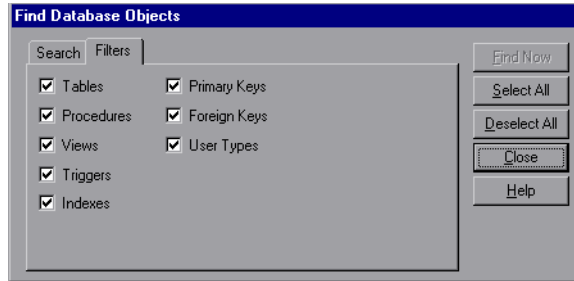 Find Database Objects
Search Filters
Tables
Procedures
Views
Triggers
Indexes
Primary Keys
Foreign Keys
User Types
Find Now
Select All
Deselect All
Close
Help